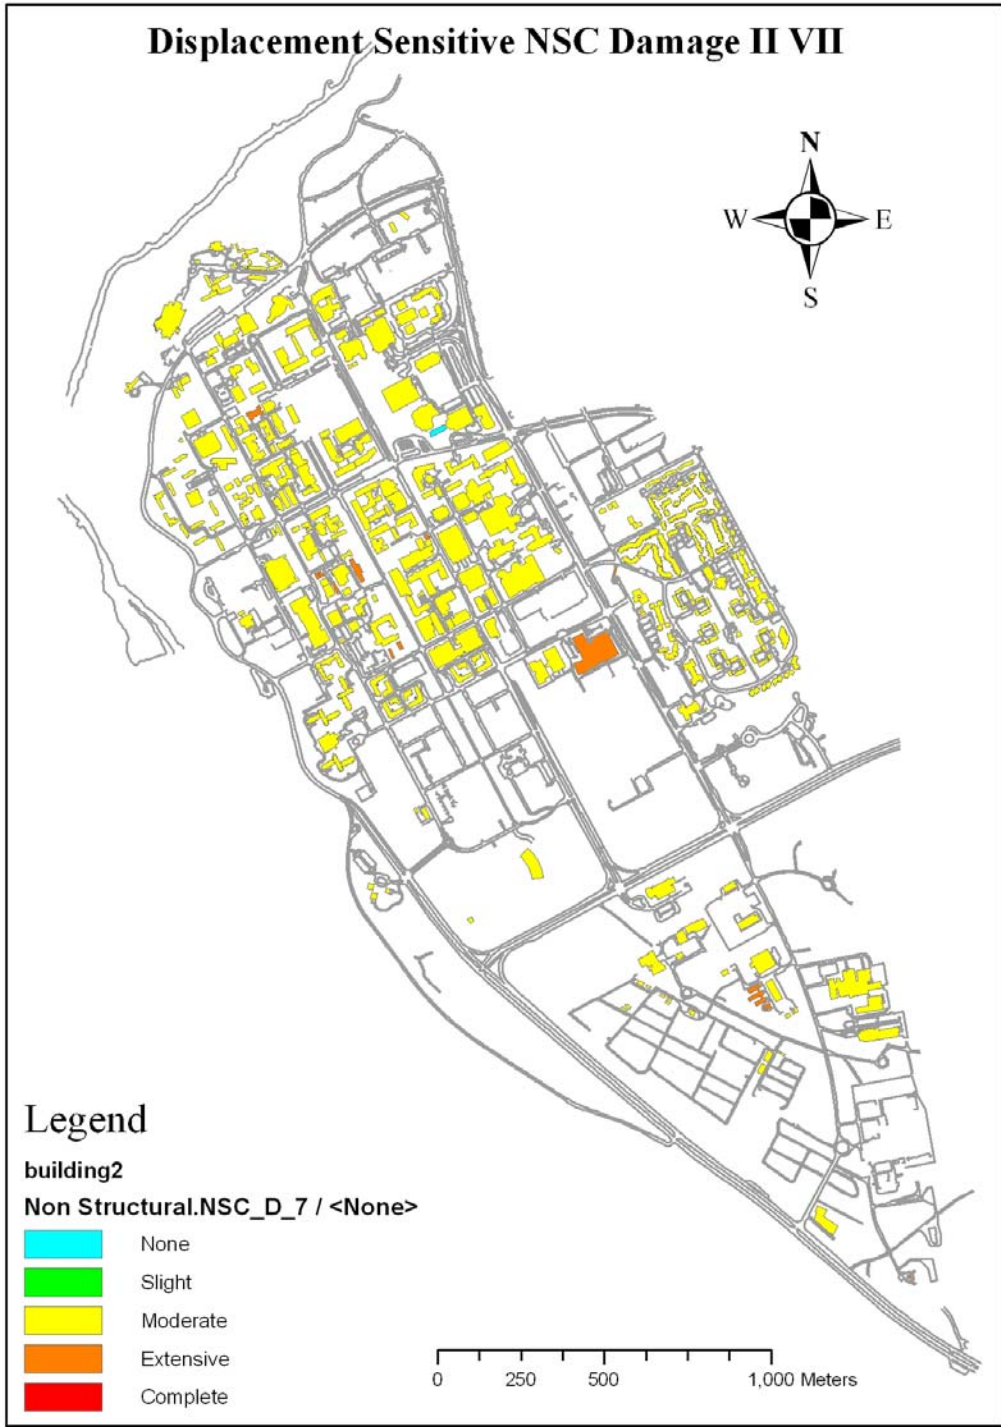 Displacement Sensitive NSC Damage II VII
N
W
E
S
Legend
building2
Non Structural.NSC_D_7 / <None>
None
Slight
Moderate
Extensive
Complete
0 250 500 1,000 Meters